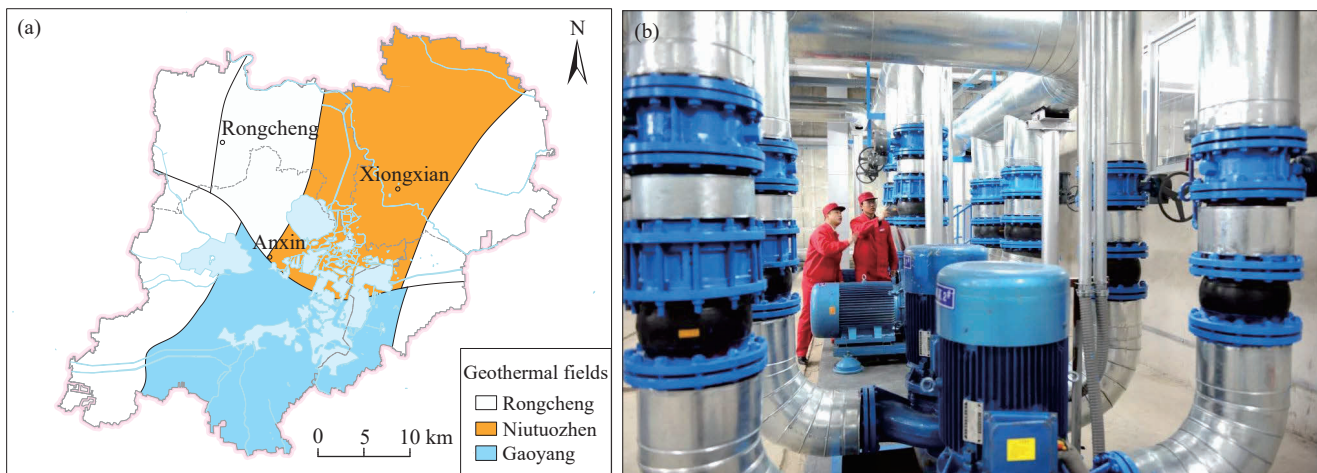 (a)
N
Rongcheng
Xiongxian
Anxin
Geothermal fields
Rongcheng
Niutuozhen
Gaoyang
0 5 10 km
(b)